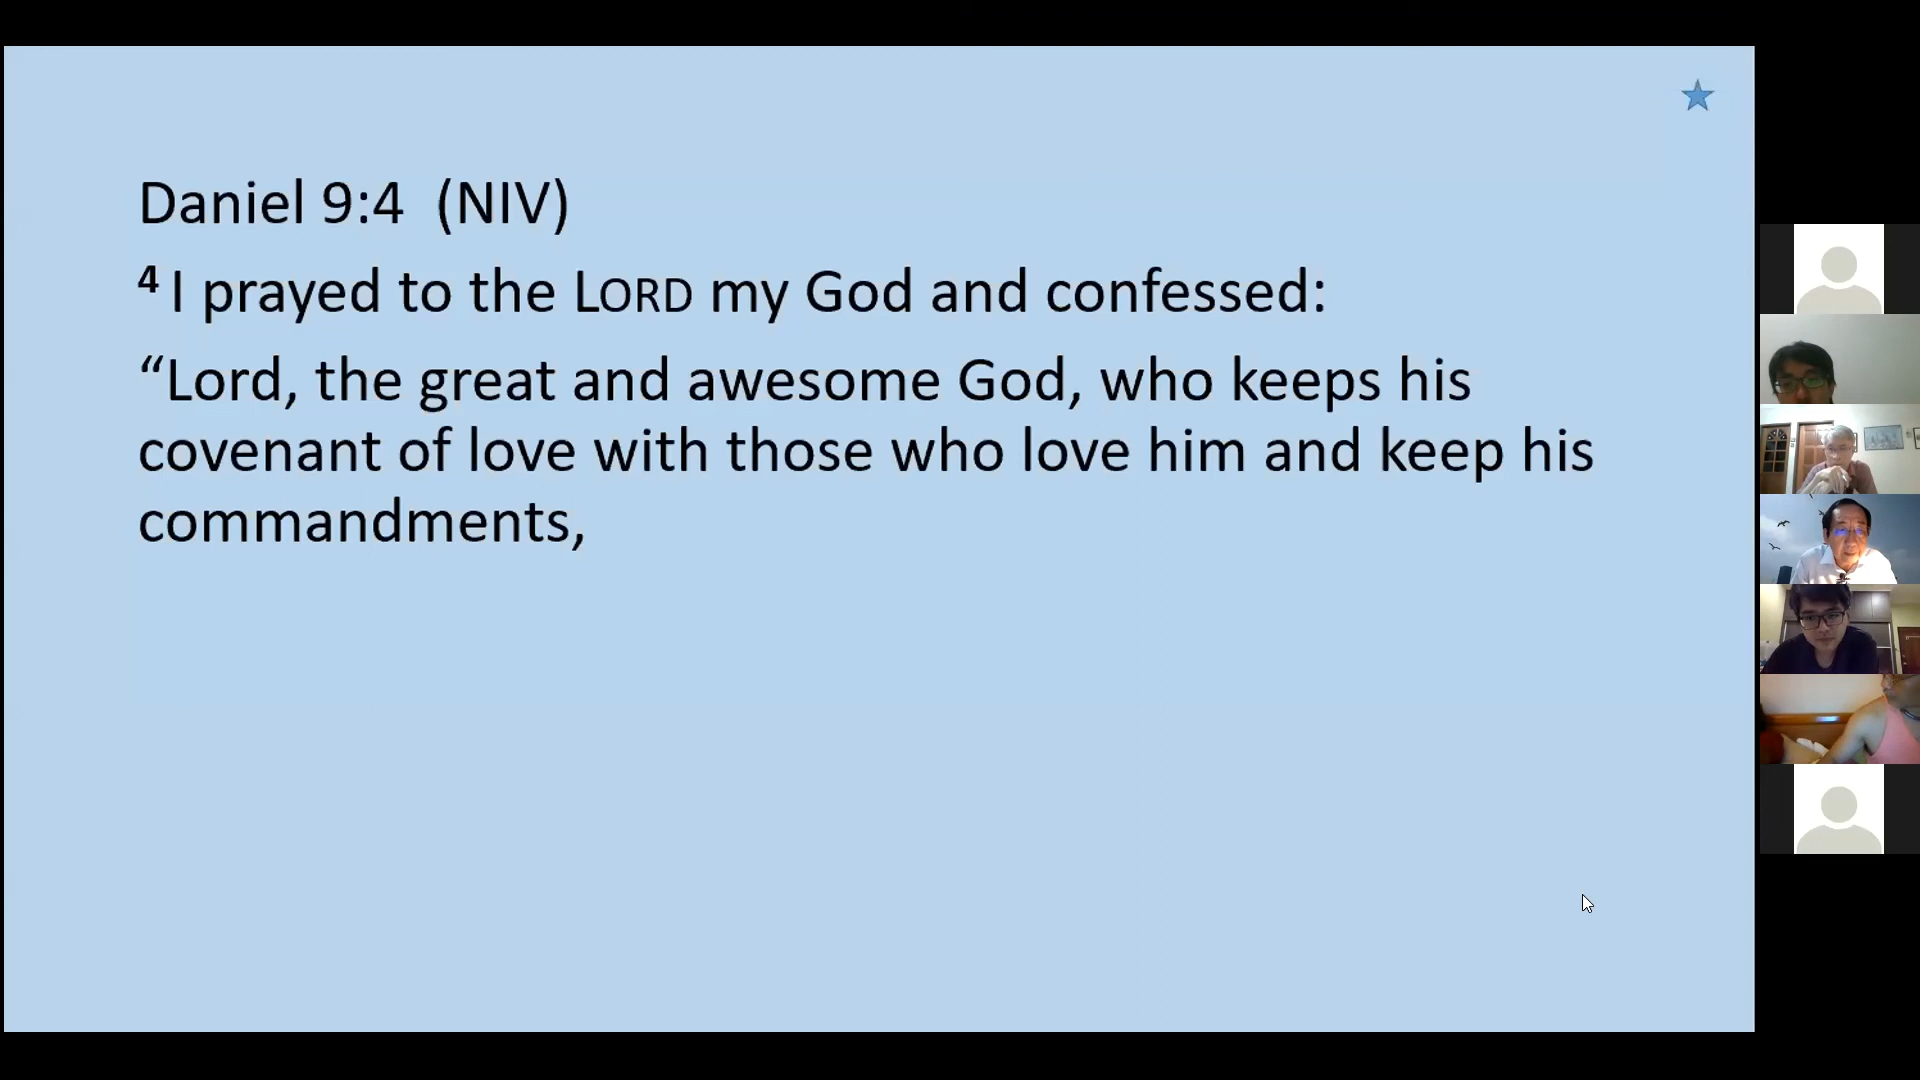 Daniel 9:4  (NIV)
4 I prayed to the LORD my God and confessed:
“Lord, the great and awesome God, who keeps his
covenant of love with those who love him and keep his
commandments,